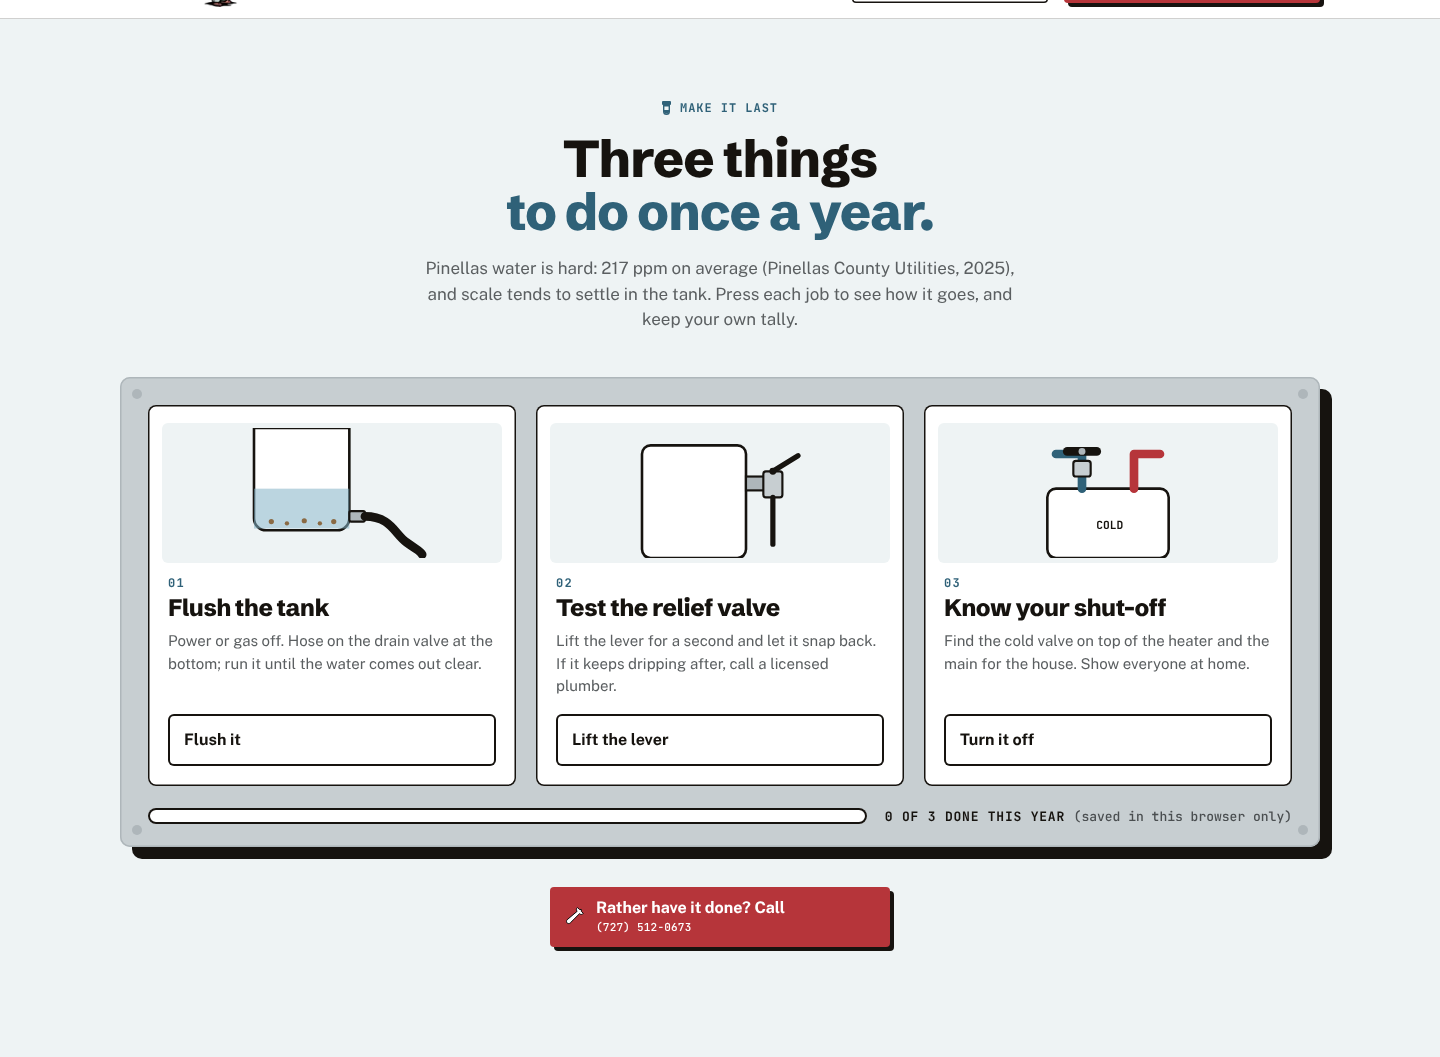 MAKE IT LAST
Three things
to do once a year.
Pinellas water is hard: 217 ppm on average (Pinellas County Utilities, 2025),
and scale tends to settle in the tank. Press each job to see how it goes, and
keep your own tally.
01
Flush the tank
Power or gas off. Hose on the drain valve at the
bottom; run it until the water comes out clear.
Flush it
02
Test the relief valve
Lift the lever for a second and let it snap back.
If it keeps dripping after, call a licensed
plumber.
Lift the lever
COLD
03
Know your shut-off
Find the cold valve on top of the heater and the
main for the house. Show everyone at home.
Turn it off
0 OF 3 DONE THIS YEAR (saved in this browser only)
Rather have it done? Call
(727) 512-0673